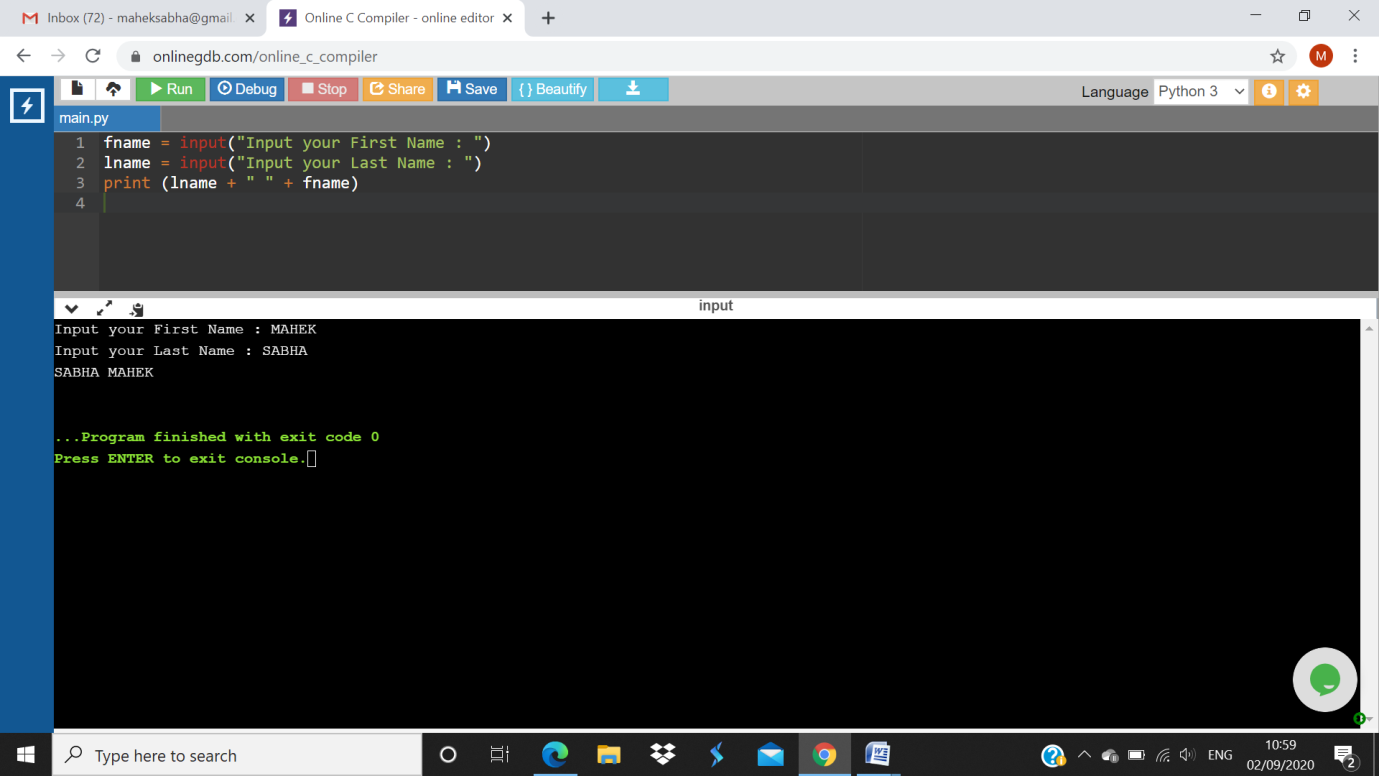 Inbox (72) - maheksabha@gmail
Online C Compiler - online editor
onlinegdb.com/online_c_compiler
M
Run Debug Stop Share Save { } Beautify
Language Python 3
main.py
1 fname = input("Input your First Name : ")
2 lname = input("Input your Last Name : ")
3 print (lname + " " + fname)
4
input
Input your First Name : MAHEK
Input your Last Name : SABHA
SABHA MAHEK
...Program finished with exit code 0
Press ENTER to exit console.
Type here to search
ENG
10:59
02/09/2020
2